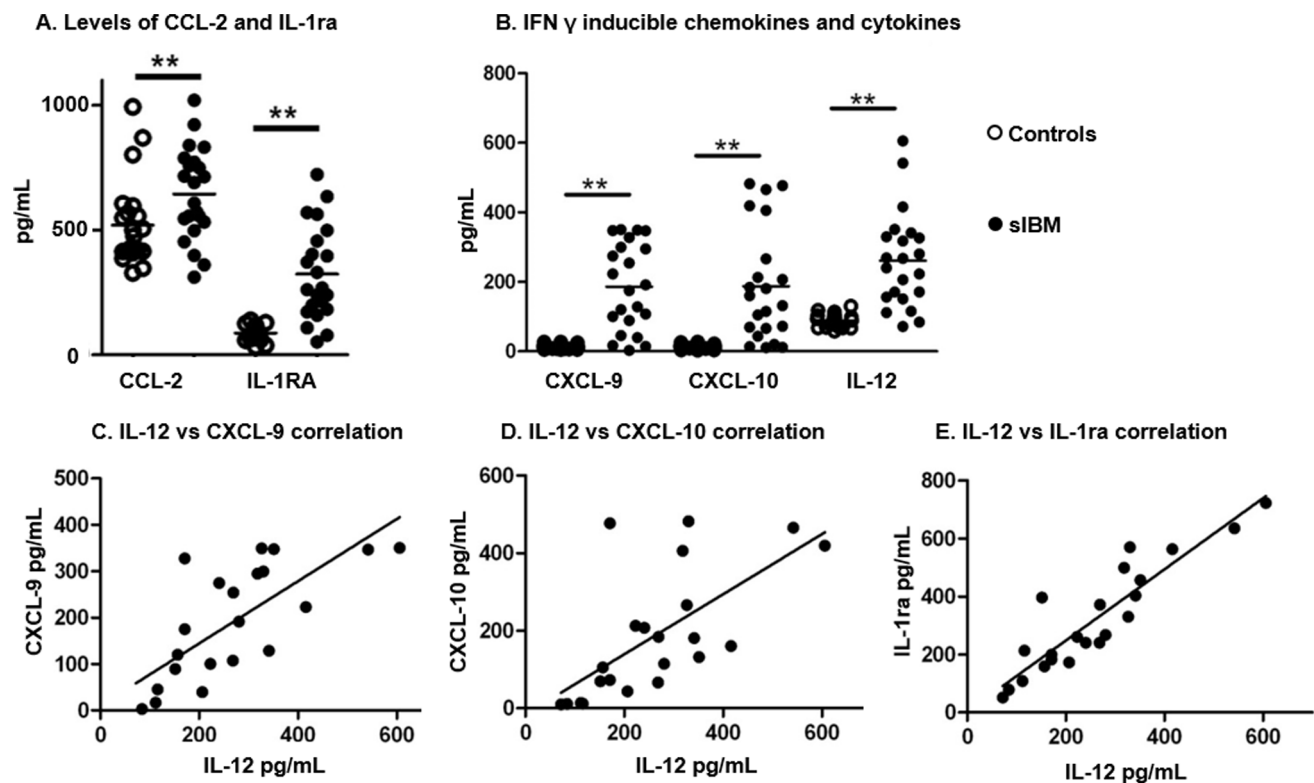 A. Levels of CCL-2 and IL-1ra
**
**
1000
500
0
pg/mL
CCL-2 IL-1RA
B. IFN γ inducible chemokines and cytokines
**
**
**
800
600
400
200
0
pg/mL
CXCL-9 CXCL-10 IL-12
Controls
sIBM
C. IL-12 vs CXCL-9 correlation
500
400
300
200
100
0
CXCL-9 pg/mL
0 200 400 600
IL-12 pg/mL
D. IL-12 vs CXCL-10 correlation
600
400
200
0
CXCL-10 pg/mL
0 200 400 600
IL-12 pg/mL
E. IL-12 vs IL-1ra correlation
800
600
400
200
0
IL-1ra pg/mL
0 200 400 600
IL-12 pg/mL